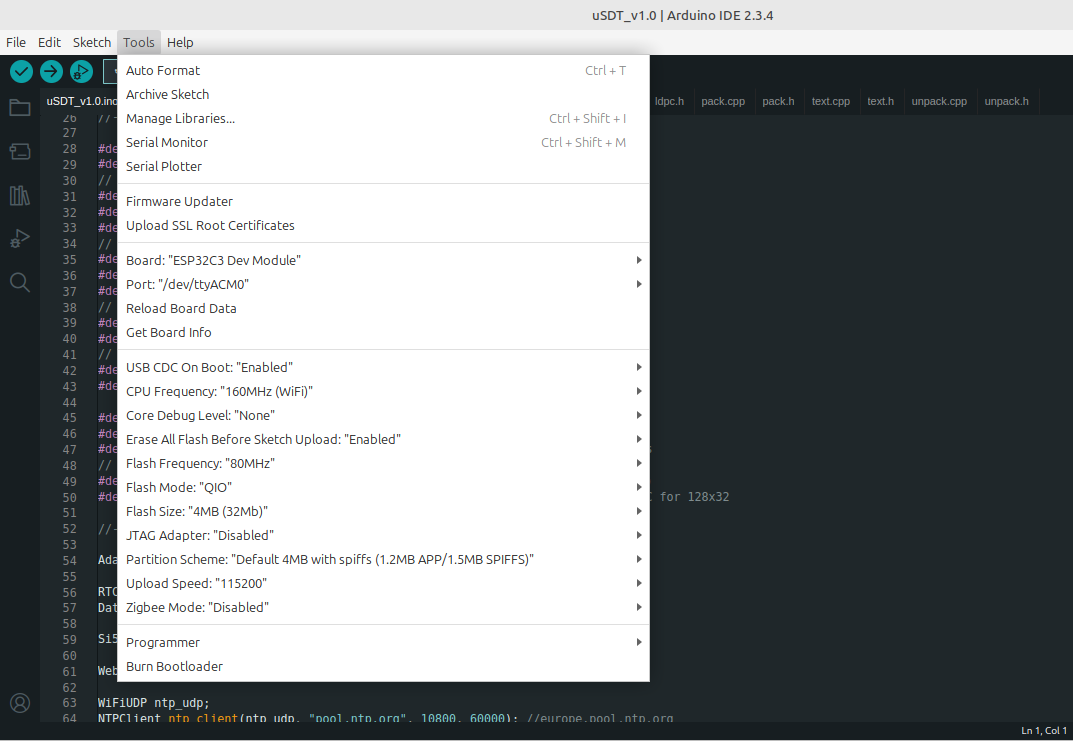 uSDT_v1.0 | Arduino IDE 2.3.4
File Edit Sketch Tools Help
uSDT_v1.0.ino ldpc.h pack.cpp pack.h text.cpp text.h unpack.cpp unpack.h
Auto Format Ctrl + T
Archive Sketch
Manage Libraries... Ctrl + Shift + I
Serial Monitor Ctrl + Shift + M
Serial Plotter
Firmware Updater
Upload SSL Root Certificates
Board: "ESP32C3 Dev Module"
Port: "/dev/ttyACM0"
Reload Board Data
Get Board Info
USB CDC On Boot: "Enabled"
CPU Frequency: "160MHz (WiFi)"
Core Debug Level: "None"
Erase All Flash Before Sketch Upload: "Enabled"
Flash Frequency: "80MHz"
Flash Mode: "QIO"
Flash Size: "4MB (32Mb)"
JTAG Adapter: "Disabled"
Partition Scheme: "Default 4MB with spiffs (1.2MB APP/1.5MB SPIFFS)"
Upload Speed: "115200"
Zigbee Mode: "Disabled"
Programmer
Burn Bootloader
26 //-
27
28 #de
29 #de
30 //
31 #de
32 #de
33 #de
34 //
35 #de
36 #de
37 #de
38 //
39 #de
40 #de
41 //
42 #de
43 #de
44
45 #de
46 #de
47 #de
48 //
49 #de
50 #de for 128x32
51
52 //-
53
54 Ada
55
56 RTC
57 Dat
58
59 Si5
60
61 Web
62
63 WiFiUDP ntp_udp;
64 NTPClient ntp_client(ntp_udp, "pool.ntp.org", 10800, 60000); //europe.pool.ntp.org
Ln 1, Col 1